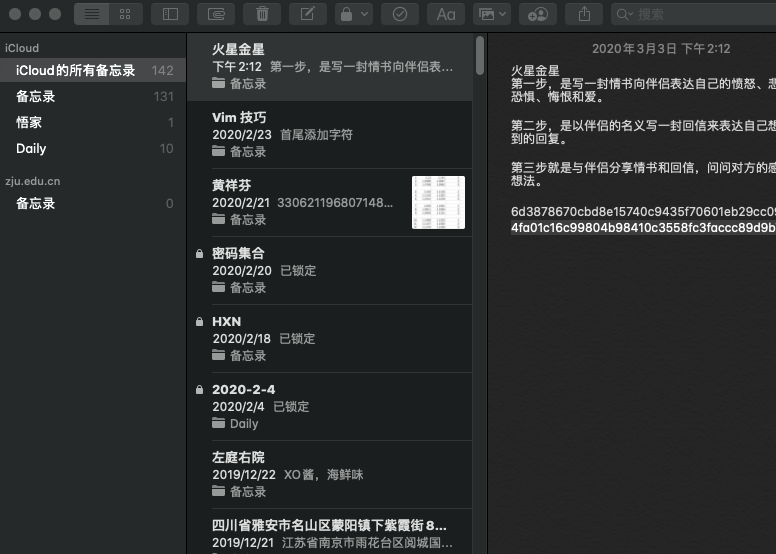 Aa
搜索
iCloud
iCloud的所有备忘录 142
备忘录 131
悟家 1
Daily 10
zju.edu.cn
备忘录 0
火星金星
下午2:12 第一步，是写一封情书向伴侣表…
备忘录
Vim 技巧
2020/2/23 首尾添加字符
备忘录
黄祥芬
2020/2/21 330621196807148…
备忘录
密码集合
2020/2/20 已锁定
备忘录
HXN
2020/2/18 已锁定
备忘录
2020-2-4
2020/2/4 已锁定
Daily
左庭右院
2019/12/22 XO酱，海鲜味
备忘录
四川省雅安市名山区蒙阳镇下紫霞街8…
2019/12/21 江苏省南京市雨花台区阅城国…
2020年3月3日 下午2:12
火星金星
第一步，是写一封情书向伴侣表达自己的愤怒、悲
恐惧、悔恨和爱。
第二步，是以伴侣的名义写一封回信来表达自己想
到的回复。
第三步就是与伴侣分享情书和回信，问问对方的感
想法。
6d3878670cbd8e15740c9435f70601eb29cc09
4fa01c16c99804b98410c3558fc3faccc89d9b